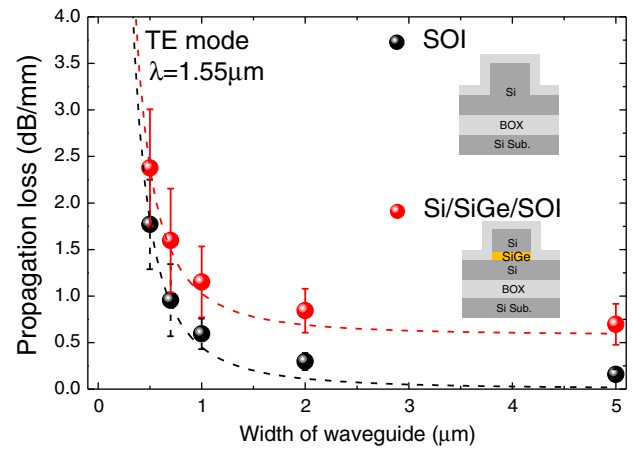 4.0
3.5
3.0
2.5
2.0
1.5
1.0
0.5
0.0
Propagation loss (dB/mm)
TE mode
λ=1.55μm
SOI
Si
BOX
Si Sub.
Si/SiGe/SOI
Si
SiGe
Si
BOX
Si Sub.
0 1 2 3 4 5
Width of waveguide (μm)